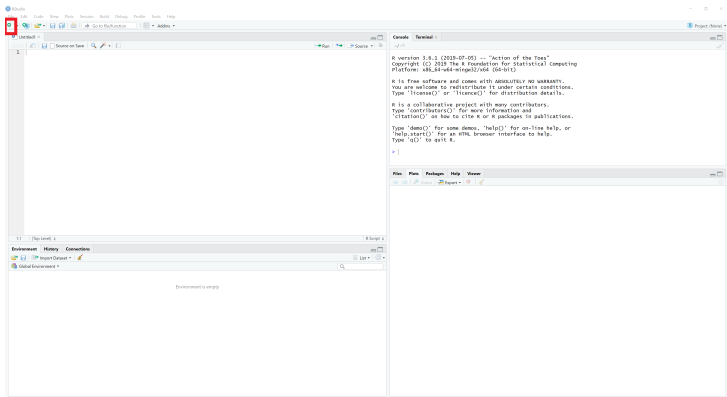 RStudio
File Edit Code View Plots Session Build Debug Profile Tools Help
Go to file/function Addins Project: (None)
Untitled1
Source on Save Run Source
1
1:1 (Top Level) R Script
Environment History Connections
Import Dataset List
Global Environment
Environment is empty
Console Terminal
~/
R version 3.6.1 (2019-07-05) -- "Action of the Toes"
Copyright (C) 2019 The R Foundation for Statistical Computing
Platform: x86_64-w64-mingw32/x64 (64-bit)
R is free software and comes with ABSOLUTELY NO WARRANTY.
You are welcome to redistribute it under certain conditions.
Type 'license()' or 'licence()' for distribution details.
R is a collaborative project with many contributors.
Type 'contributors()' for more information and
'citation()' on how to cite R or R packages in publications.
Type 'demo()' for some demos, 'help()' for on-line help, or
'help.start()' for an HTML browser interface to help.
Type 'q()' to quit R.
>
Files Plots Packages Help Viewer
Zoom Export